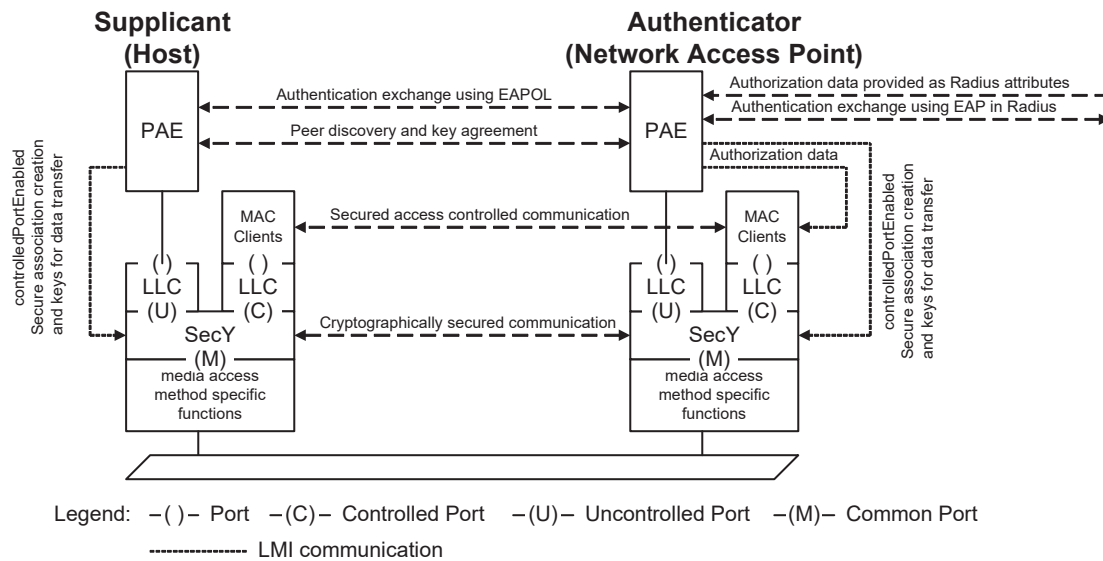 Supplicant
(Host)
Authenticator
(Network Access Point)
PAE
Authentication exchange using EAPOL
Peer discovery and key agreement
PAE
Authorization data provided as Radius attributes
Authentication exchange using EAP in Radius
Authorization data
controlledPortEnabled
Secure association creation
and keys for data transfer
MAC
Clients
Secured access controlled communication
MAC
Clients
controlledPortEnabled
Secure association creation
and keys for data transfer
( )
LLC
(U)
( )
LLC
(C)
SecY
(M)
Cryptographically secured communication
( )
LLC
(U)
( )
LLC
(C)
SecY
(M)
media access
method specific
functions
media access
method specific
functions
Legend: –( )– Port –(C)– Controlled Port –(U)– Uncontrolled Port –(M)– Common Port
LMI communication